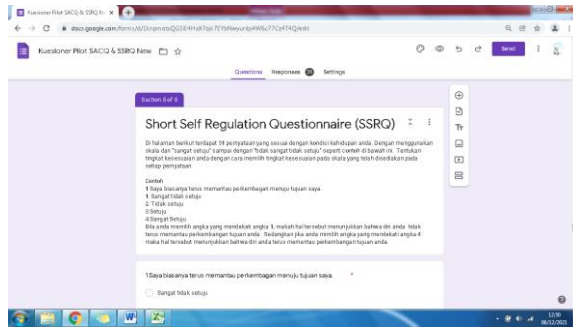 Kuesioner Pilot SACQ & SSRQ N
docs.google.com/forms/d/
Kuesioner Pilot SACQ & SSRQ New
Send
Questions Responses Settings
Section 5 of 6
Short Self Regulation Questionnaire (SSRQ)
Di halaman berikut terdapat 31 pernyataan yang sesuai dengan kondisi kehidupan anda. Dengan menggunakan
skala dari "sangat setuju" sampai dengan "tidak sangat tidak setuju" seperti contoh di bawah ini. Tentukan
tingkat kesesuaian anda dengan cara memilih tingkat kesesuaian pada skala yang telah disediakan pada
setiap pernyataan.
Contoh
1 Saya biasanya terus memantau perkembangan menuju tujuan saya.
1. Sangat tidak setuju
2. Tidak setuju
3.Setuju
4.Sangat Setuju
Bila anda memilih angka yang mendekat angka 1, makah hal tersebut menunjukkan bahwa diri anda tidak
terus memantau perkembangan tujuan anda. Sedangkan jika anda memilih angka yang mendekati angka 4
maka hal tersebut menunjukkan bahwa diri anda terus memantau perkembangan tujuan anda.
1.Saya biasanya terus memantau perkembangan menuju tujuan saya. *
Sangat tidak setuju
12:50
06/12/2021